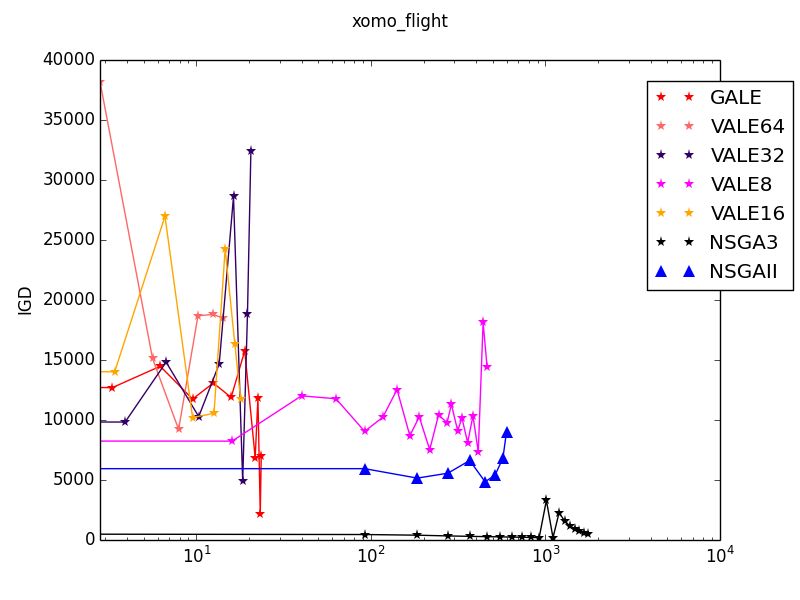 xomo_flight
40000
35000
30000
25000
20000
15000
10000
5000
0
IGD
10^1
10^2
10^3
10^4
GALE
VALE64
VALE32
VALE8
VALE16
NSGA3
NSGAII